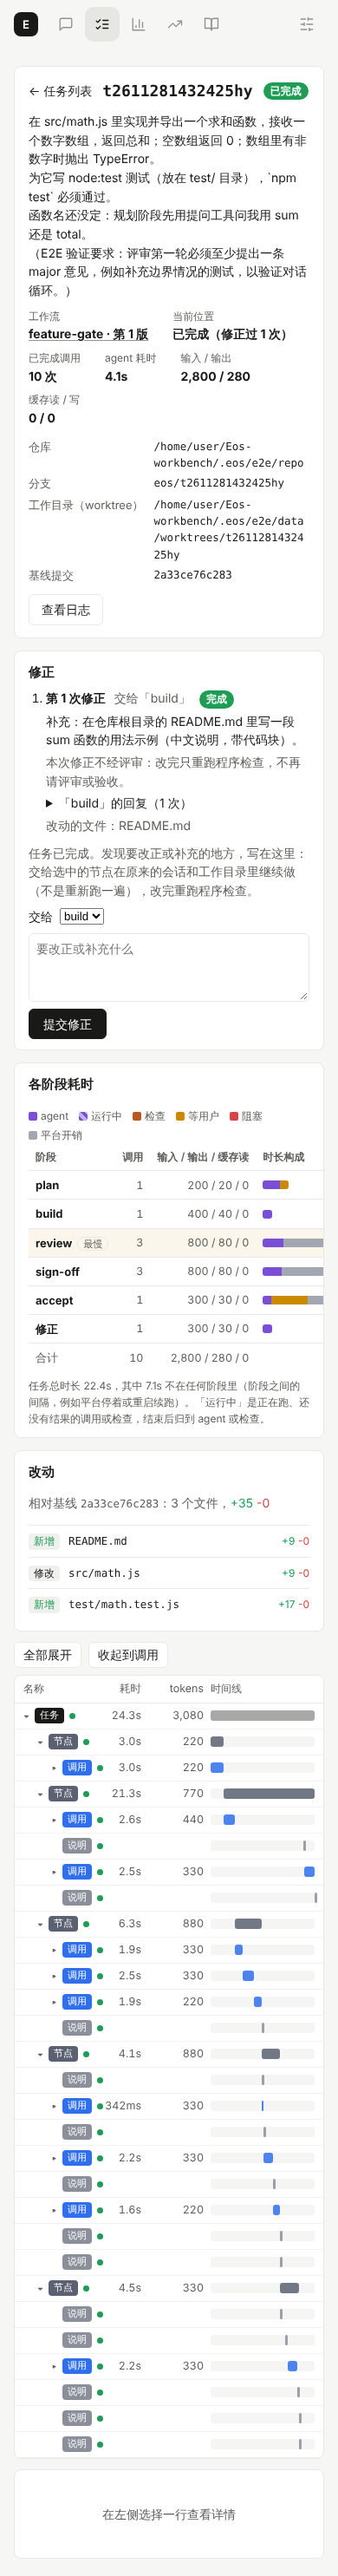 E
← 任务列表 t2611281432425hy 已完成
在 src/math.js 里实现并导出一个求和函数，接收一
个数字数组，返回总和；空数组返回 0；数组里有非
数字时抛出 TypeError。
为它写 node:test 测试（放在 test/ 目录），`npm
test` 必须通过。
函数名还没定：规划阶段先用提问工具问我用 sum
还是 total。
（E2E 验证要求：评审第一轮必须至少提出一条
major 意见，例如补充边界情况的测试，以验证对话
循环。）
工作流 当前位置
feature-gate · 第 1 版 已完成（修正过 1 次）
已完成调用 agent 耗时 输入 / 输出
10 次 4.1s 2,800 / 280
缓存读 / 写
0 / 0
仓库 /home/user/Eos-
workbench/.eos/e2e/repo
分支 eos/t2611281432425hy
工作目录（worktree） /home/user/Eos-
workbench/.eos/e2e/data
/worktrees/t26112814324
25hy
基线提交 2a33ce76c283
查看日志
修正
1. 第 1 次修正 交给「build」 完成
补充：在仓库根目录的 README.md 里写一段
sum 函数的用法示例（中文说明，带代码块）。
本次修正不经评审：改完只重跑程序检查，不再
请评审或验收。
▶ 「build」的回复（1 次）
改动的文件：README.md
任务已完成。发现要改正或补充的地方，写在这里：
交给选中的节点在原来的会话和工作目录里继续做
（不是重新跑一遍），改完重跑程序检查。
交给 build
要改正或补充什么
提交修正
各阶段耗时
agent 运行中 检查 等用户 阻塞
平台开销
阶段 调用 输入 / 输出 / 缓存读 时长构成
plan 1 200 / 20 / 0
build 1 400 / 40 / 0
review 最慢 3 800 / 80 / 0
sign-off 3 800 / 80 / 0
accept 1 300 / 30 / 0
修正 1 300 / 30 / 0
合计 10 2,800 / 280 / 0
任务总时长 22.4s，其中 7.1s 不在任何阶段里（阶段之间的
间隔，例如平台停着或重启续跑）。「运行中」是正在跑、还
没有结果的调用或检查，结束后归到 agent 或检查。
改动
相对基线 2a33ce76c283：3 个文件，+35 -0
新增 README.md +9 -0
修改 src/math.js +9 -0
新增 test/math.test.js +17 -0
全部展开 收起到调用
名称 耗时 tokens 时间线
任务 24.3s 3,080
节点 3.0s 220
调用 3.0s 220
节点 21.3s 770
调用 2.6s 440
说明
调用 2.5s 330
说明
节点 6.3s 880
调用 1.9s 330
调用 2.5s 330
调用 1.9s 220
说明
节点 4.1s 880
说明
调用 342ms 330
说明
调用 2.2s 330
说明
调用 1.6s 220
说明
说明
节点 4.5s 330
说明
说明
调用 2.2s 330
说明
说明
说明
在左侧选择一行查看详情